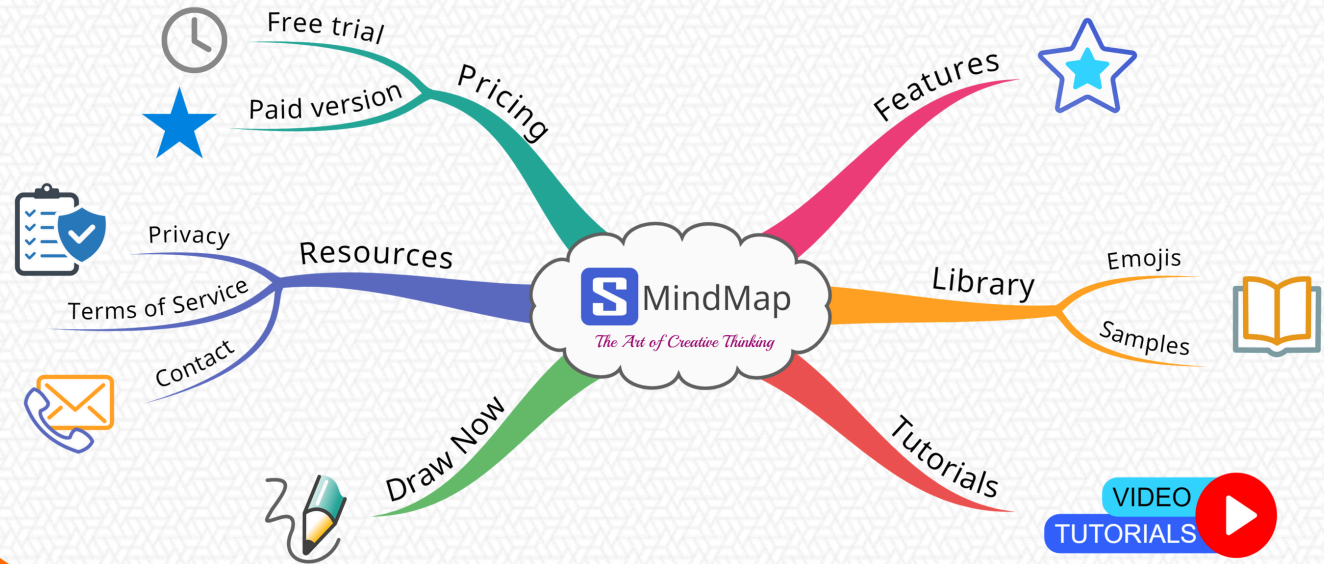 Free trial
Pricing
Paid version
Features
Privacy
Resources
Terms of Service
Contact
S MindMap
The Art of Creative Thinking
Library
Emojis
Samples
Draw Now
Tutorials
VIDEO
TUTORIALS